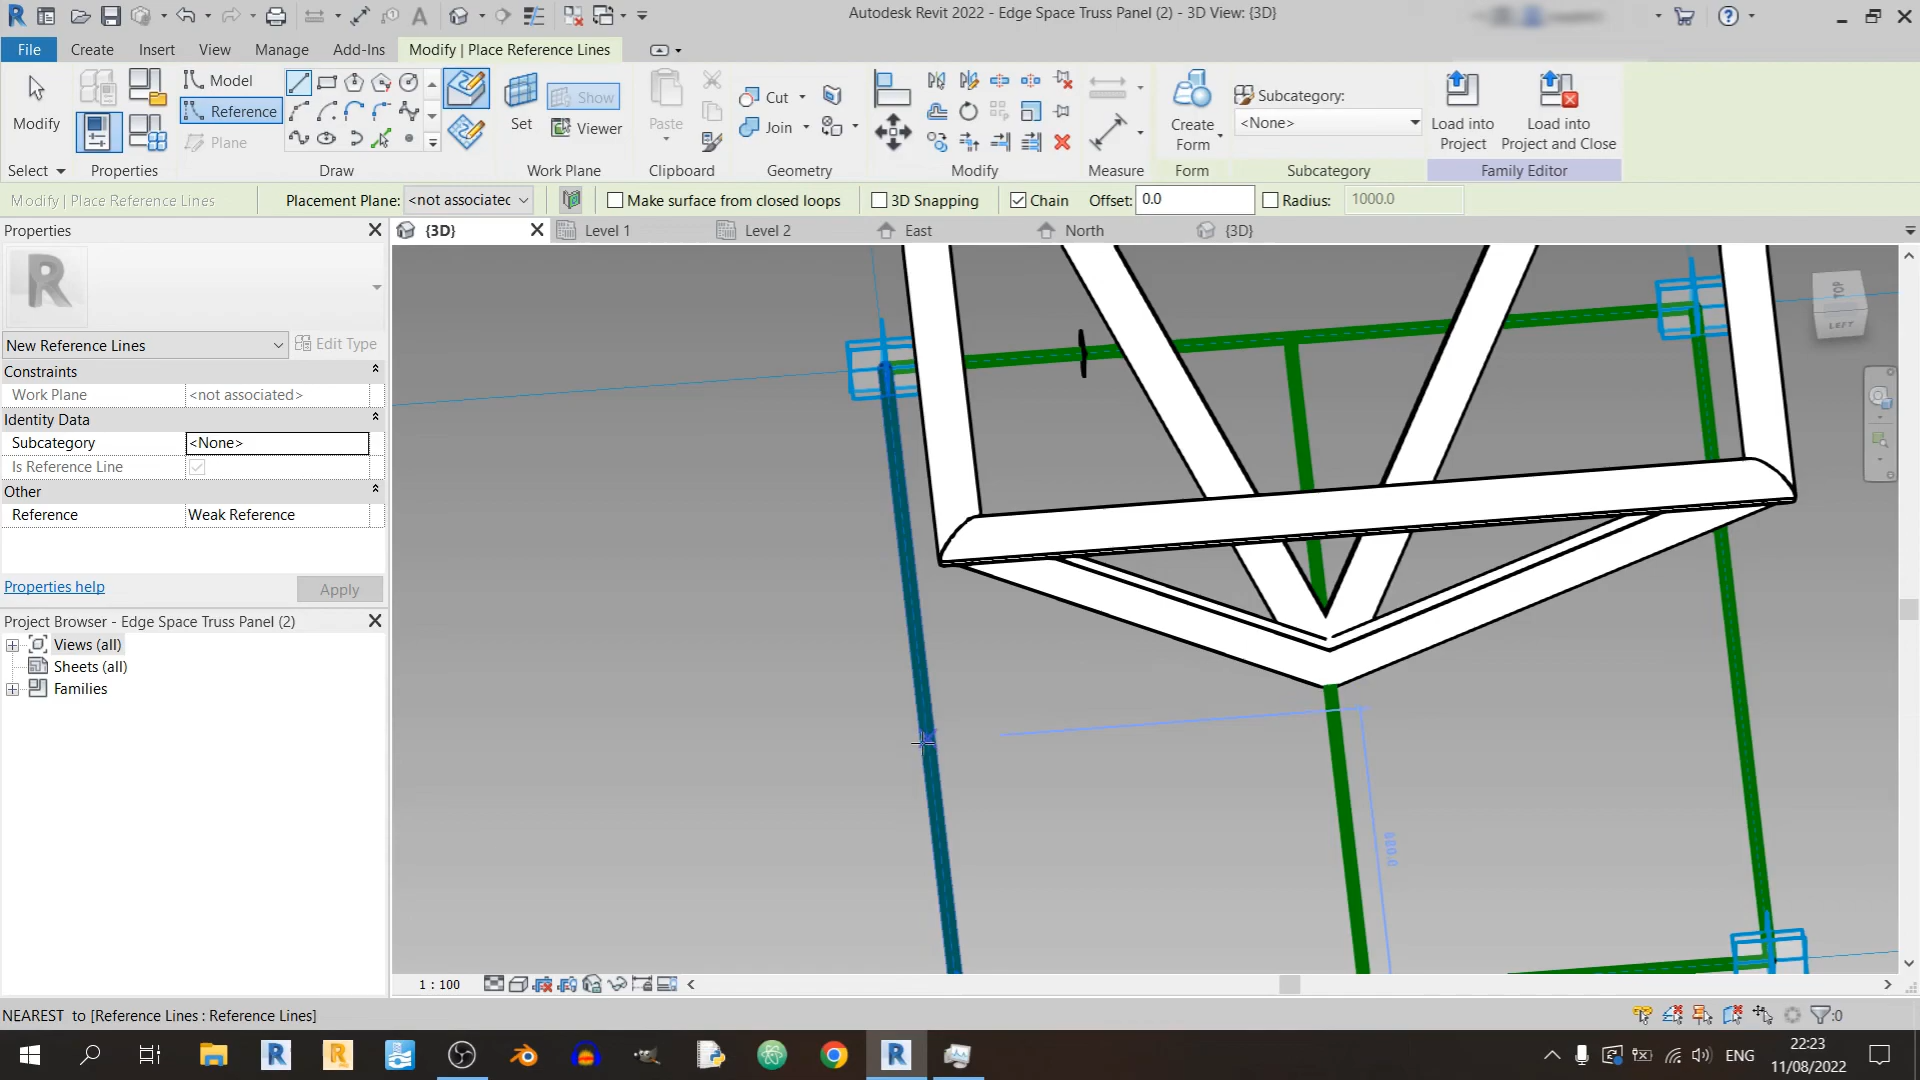 Autodesk Revit 2022 - Edge Space Truss Panel (2) - 3D View: {3D}
File Create Insert View Manage Add-Ins Modify | Place Reference Lines
Modify
Model
Reference
Plane
Set
Show
Viewer
Paste
Cut
Join
Create
Form
Subcategory:
<None>
Load into
Project
Load into
Project and Close
Select Properties Draw Work Plane Clipboard Geometry Modify Measure Form Subcategory Family Editor
Modify | Place Reference Lines Placement Plane: <not associatec Make surface from closed loops 3D Snapping Chain Offset: 0.0 Radius: 1000.0
Properties
{3D} Level 1 Level 2 East North {3D}
R
New Reference Lines Edit Type
Constraints
Work Plane <not associated>
Identity Data
Subcategory <None>
Is Reference Line
Other
Reference Weak Reference
Properties help Apply
Project Browser - Edge Space Truss Panel (2)
Views (all)
Sheets (all)
Families
TOP
LEFT
1 : 100
NEAREST to [Reference Lines : Reference Lines]
:0
ENG
22:23
11/08/2022